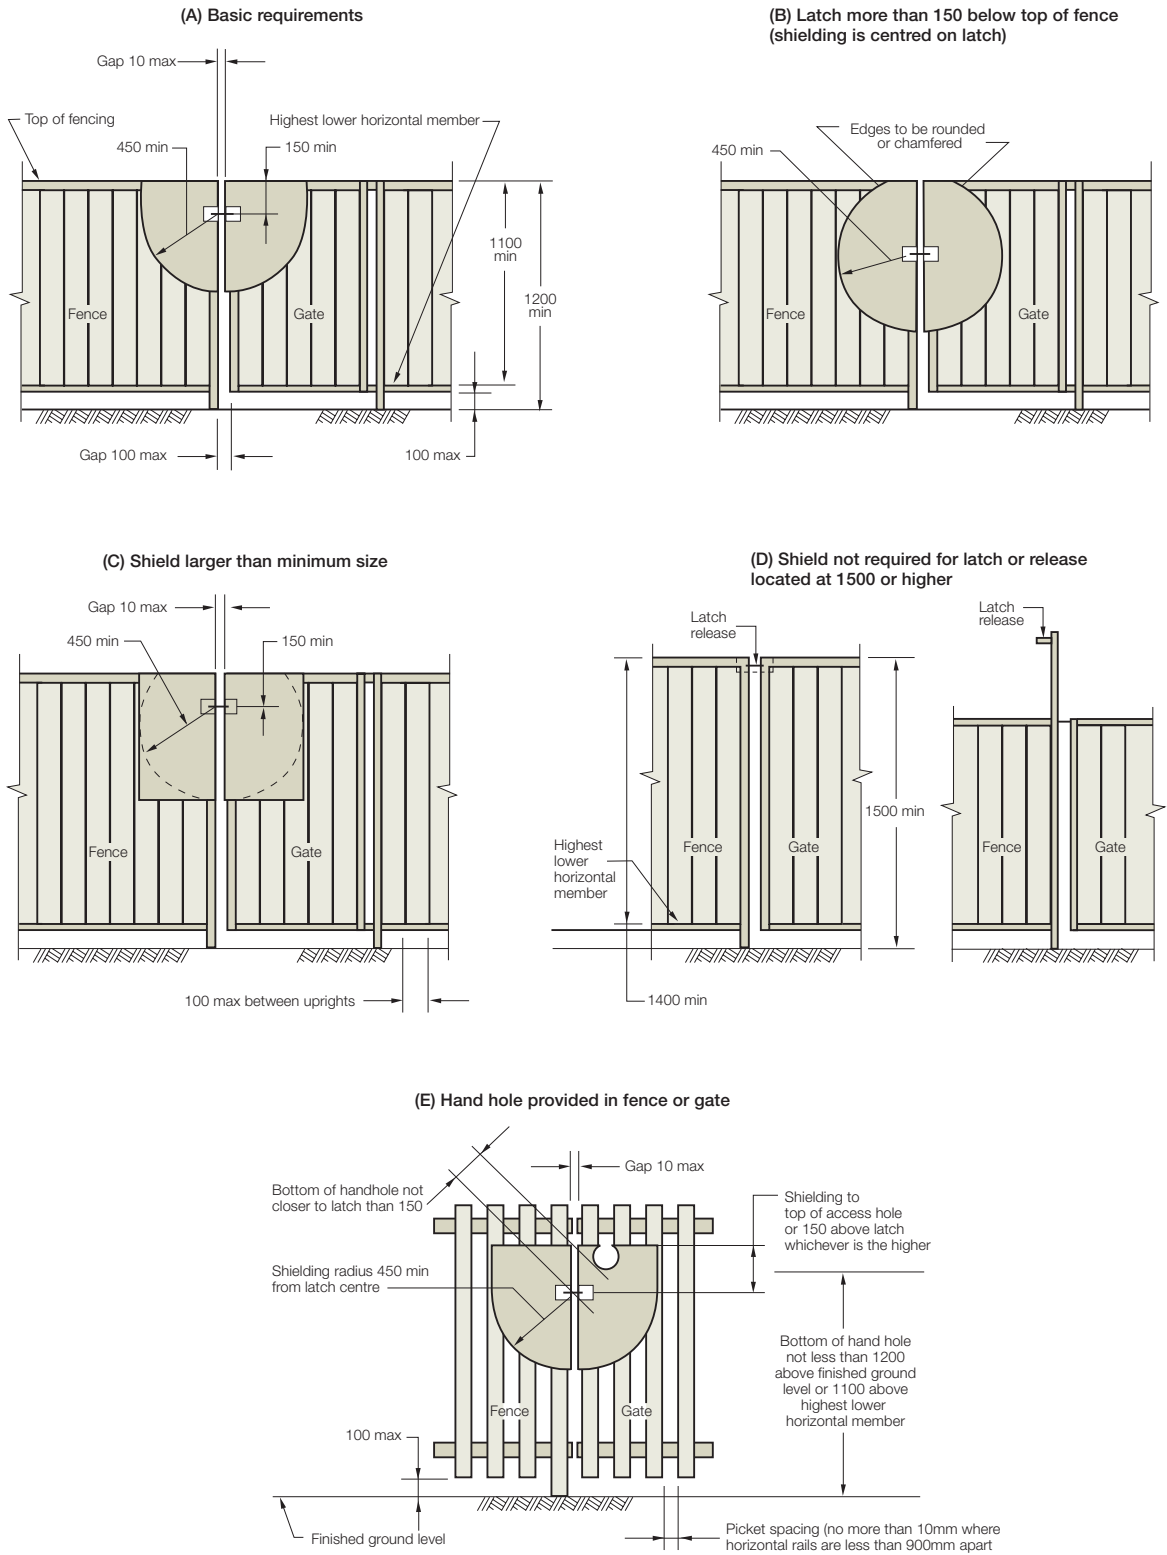 (A) Basic requirements
Gap 10 max
Top of fencing
Highest lower horizontal member
450 min
150 min
1100
min
1200
min
Fence
Gate
Gap 100 max
100 max
(B) Latch more than 150 below top of fence
(shielding is centred on latch)
Edges to be rounded
or chamfered
450 min
Fence
Gate
(C) Shield larger than minimum size
Gap 10 max
450 min
150 min
Fence
Gate
100 max between uprights
(D) Shield not required for latch or release
located at 1500 or higher
Latch
release
Latch
release
1500 min
Highest
lower
horizontal
member
Fence
Gate
Fence
Gate
1400 min
(E) Hand hole provided in fence or gate
Gap 10 max
Bottom of handhole not
closer to latch than 150
Shielding to
top of access hole
or 150 above latch
whichever is the higher
Shielding radius 450 min
from latch centre
Bottom of hand hole
not less than 1200
above finished ground
level or 1100 above
highest lower
horizontal member
Fence
Gate
100 max
Finished ground level
Picket spacing (no more than 10mm where
horizontal rails are less than 900mm apart